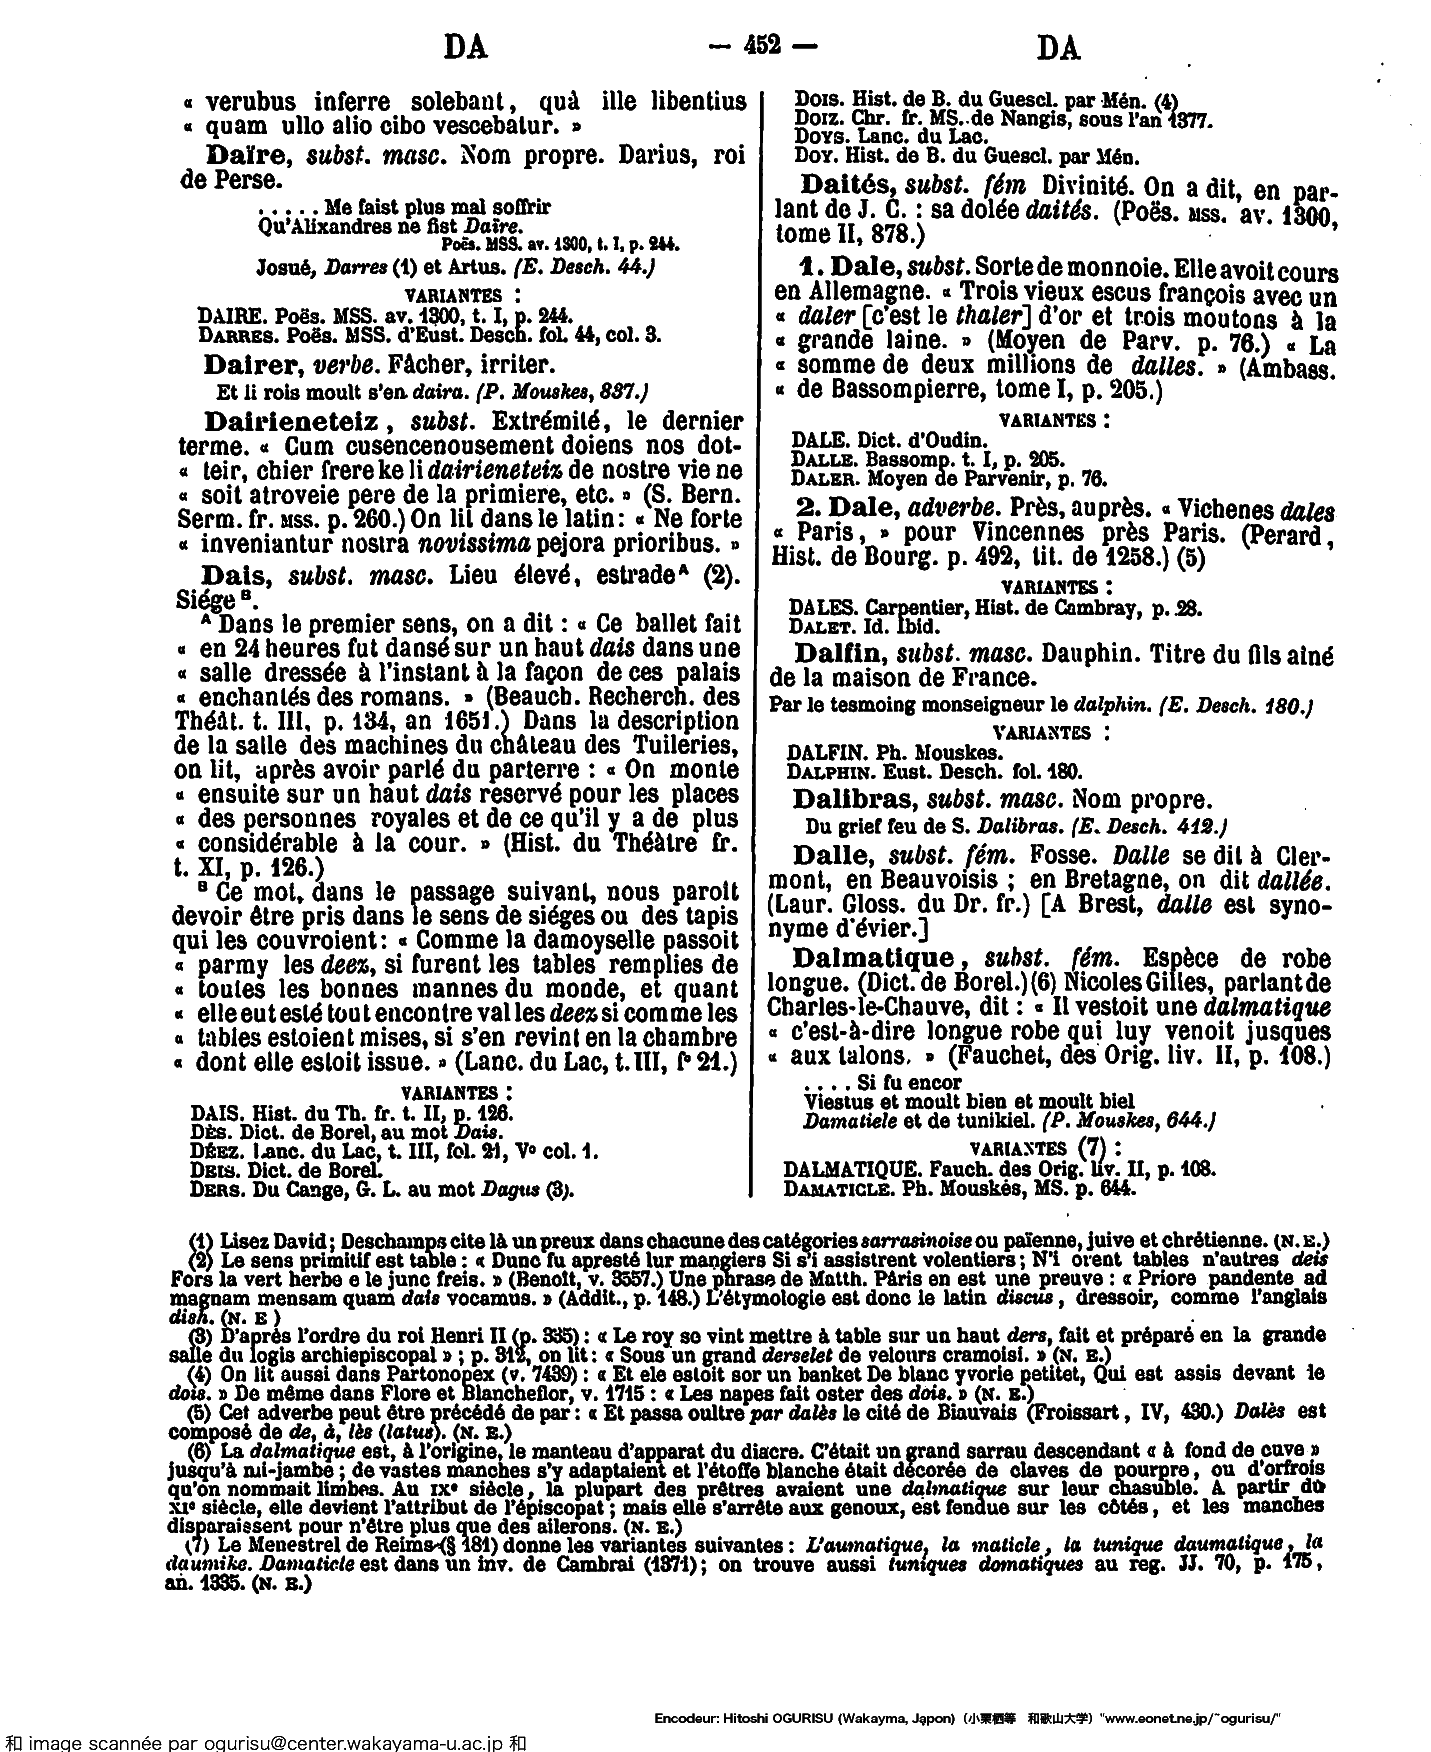 DA — 452 — DA
« verubus inferre solebant, quà ille libentius
« quam ullo alio cibo vescebatur. »
Daïre, subst. masc. Nom propre. Darius, roi
de Perse.
. . . . . Me faist plus mal soffrir
Qu'Alixandres ne fist Daire.
Poës. MSS. av. 1300, t. I, p. 244.
Josué, Darres (1) et Artus. (E. Desch. 44.)
VARIANTES :
DAIRE. Poës. MSS. av. 1300, t. I, p. 244.
DARRES. Poës. MSS. d'Eust. Desch. fol. 44, col. 3.
Dairer, verbe. Fâcher, irriter.
Et li rois moult s'en daira. (P. Mouskes, 837.)
Dairieneteiz, subst. Extrémité, le dernier
terme. « Cum cusencenousement doiens nos dot-
« teir, chier frere ke li dairieneteiz de nostre vie ne
« soit atroveie pere de la primiere, etc. » (S. Bern.
Serm. fr. MSS. p. 260.) On lit dans le latin : « Ne forte
« inveniantur nostra novissima pejora prioribus. »
Dais, subst. masc. Lieu élevé, estrade A (2).
Siége B.
A Dans le premier sens, on a dit : « Ce ballet fait
« en 24 heures fut dansé sur un haut dais dans une
« salle dressée à l'instant à la façon de ces palais
« enchantés des romans. » (Beauch. Recherch. des
Théât. t. III, p. 134, an 1651.) Dans la description
de la salle des machines du château des Tuileries,
on lit, après avoir parlé du parterre : « On monte
« ensuite sur un haut dais reservé pour les places
« des personnes royales et de ce qu'il y a de plus
« considérable à la cour. » (Hist. du Théâtre fr.
t. XI, p. 126.)
B Ce mot, dans le passage suivant, nous paroit
devoir être pris dans le sens de siéges ou des tapis
qui les couvroient : « Comme la damoyselle passoit
« parmy les deez, si furent les tables remplies de
« toutes les bonnes mannes du monde, et quant
« elle eut esté tout encontre val les deez si comme les
« tables estoient mises, si s'en revint en la chambre
« dont elle estoit issue. » (Lanc. du Lac, t. III, fº 21.)
VARIANTES :
DAIS. Hist. du Th. fr. t. II, p. 126.
DÈS. Dict. de Borel, au mot Dais.
DÉEZ. Lanc. du Lac, t. III, fol. 21, Vº col. 1.
DEIS. Dict. de Borel.
DERS. Du Cange, G. L. au mot Dagus (3).
DOIS. Hist. de B. du Guescl. par Mén. (4)
DOIZ. Chr. fr. MS. de Nangis, sous l'an 1377.
DOYS. Lanc. du Lac.
DOY. Hist. de B. du Guescl. par Mén.
Daités, subst. fém Divinité. On a dit, en par-
lant de J. C. : sa dolée daités. (Poës. MSS. av. 1300,
tome II, 878.)
1. Dale, subst. Sorte de monnoie. Elle avoit cours
en Allemagne. « Trois vieux escus françois avec un
« daler [c'est le thaler] d'or et trois moutons à la
« grande laine. » (Moyen de Parv. p. 76.) « La
« somme de deux millions de dalles. » (Ambass.
« de Bassompierre, tome I, p. 205.)
VARIANTES :
DALE. Dict. d'Oudin.
DALLE. Bassomp. t. I, p. 205.
DALER. Moyen de Parvenir, p. 76.
2. Dale, adverbe. Près, auprès. « Vichenes dales
« Paris, » pour Vincennes près Paris. (Perard,
Hist. de Bourg. p. 492, tit. de 1258.) (5)
VARIANTES :
DALES. Carpentier, Hist. de Cambray, p. 28.
DALET. Id. Ibid.
Dalfin, subst. masc. Dauphin. Titre du fils aîné
de la maison de France.
Par le tesmoing monseigneur le dalphin. (E. Desch. 180.)
VARIANTES :
DALFIN. Ph. Mouskes.
DALPHIN. Eust. Desch. fol. 180.
Dalibras, subst. masc. Nom propre.
Du grief feu de S. Dalibras. (E. Desch. 412.)
Dalle, subst. fém. Fosse. Dalle se dit à Cler-
mont, en Beauvoisis ; en Bretagne, on dit dallée.
(Laur. Gloss. du Dr. fr.) [A Brest, dalle est syno-
nyme d'évier.]
Dalmatique, subst. fém. Espèce de robe
longue. (Dict. de Borel.) (6) Nicoles Gilles, parlant de
Charles-le-Chauve, dit : « Il vestoit une dalmatique
« c'est-à-dire longue robe qui luy venoit jusques
« aux talons. » (Fauchet, des Orig. liv. II, p. 108.)
. . . . Si fu encor
Viestus et moult bien et moult biel
Damaticle et de tunikiel. (P. Mouskes, 644.)
VARIANTES (7) :
DALMATIQUE. Fauch. des Orig. liv. II, p. 108.
DAMATICLE. Ph. Mouskés, MS. p. 644.
(1) Lisez David ; Deschamps cite là un preux dans chacune des catégories sarrasinoise ou païenne, juive et chrétienne. (N. E.)
(2) Le sens primitif est table : « Dunc fu apresté lur mangiers Si s'i assistrent volentiers ; N'i orent tables n'autres deis
Fors la vert herbe e le junc freis. » (Benoît, v. 3557.) Une phrase de Matth. Pâris en est une preuve : « Priore pandente ad
magnam mensam quam dais vocamus. » (Addit., p. 148.) L'étymologie est donc le latin discus, dressoir, comme l'anglais
dish. (N. E )
(3) D'après l'ordre du roi Henri II (p. 335) : « Le roy so vint mettre à table sur un haut ders, fait et préparé en la grande
salle du logis archiepiscopal » ; p. 312, on lit : « Sous un grand derselet de velours cramoisi. » (N. E.)
(4) On lit aussi dans Partonopex (v. 7439) : « Et ele estoit sor un banket De blanc yvorie petitet, Qui est assis devant le
dois. » De même dans Flore et Blancheflor, v. 1715 : « Les napes fait oster des dois. » (N. E.)
(5) Cet adverbe peut être précédé de par : « Et passa oultre par dalès le cité de Biauvais (Froissart, IV, 430.) Dalès est
composé de de, à, lès (latus). (N. E.)
(6) La dalmatique est, à l'origine, le manteau d'apparat du diacre. C'était un grand sarrau descendant « à fond de cuve »
jusqu'à mi-jambe ; de vastes manches s'y adaptaient et l'étoffe blanche était décorée de claves de pourpre, ou d'orfrois
qu'on nommait limbes. Au IXe siècle, la plupart des prêtres avaient une dalmatique sur leur chasuble. A partir du
XIe siècle, elle devient l'attribut de l'épiscopat ; mais elle s'arrête aux genoux, est fendue sur les côtés, et les manches
disparaissent pour n'être plus que des ailerons. (N. E.)
(7) Le Menestrel de Reims (§ 181) donne les variantes suivantes : L'aumatique, la maticle, la tunique daumatique, la
daumike. Damaticle est dans un inv. de Cambrai (1371) ; on trouve aussi tuniques domatiques au reg. JJ. 70, p. 175,
an. 1335. (N. E.)
Encodeur: Hitoshi OGURISU (Wakayma, Japon) (小栗栖等 和歌山大学) "www.eonet.ne.jp/~ogurisu/"
和 image scannée par ogurisu@center.wakayama-u.ac.jp 和